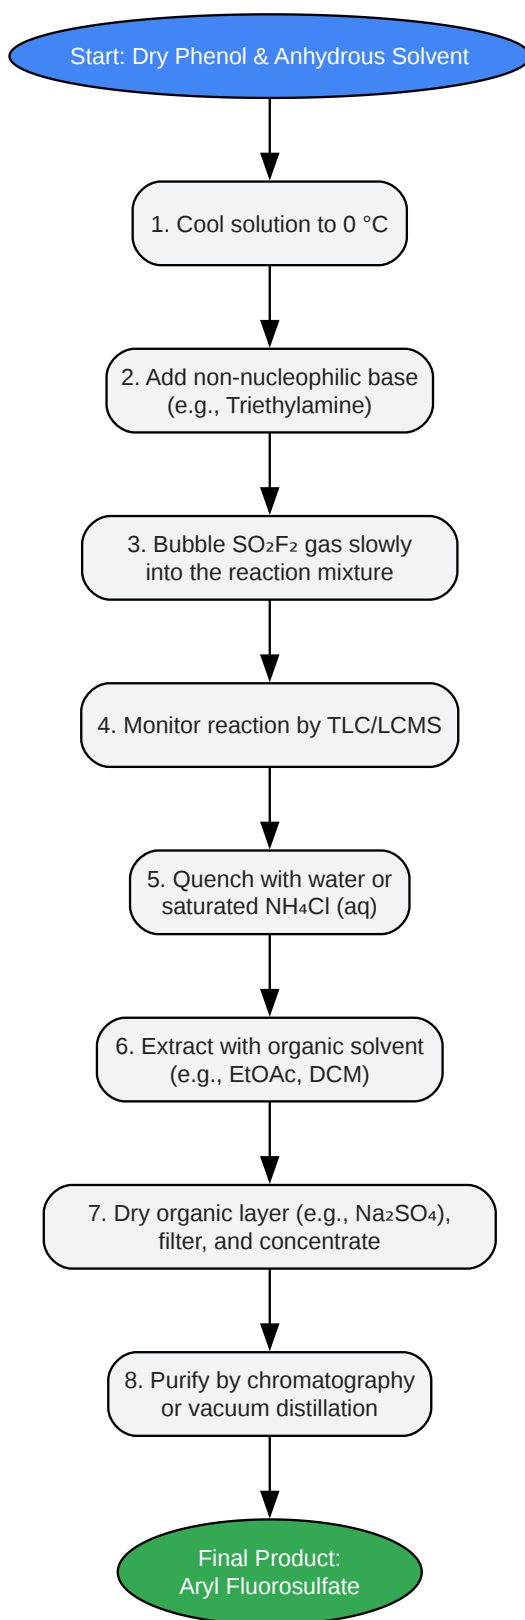 Start: Dry Phenol & Anhydrous Solvent
1. Cool solution to 0 °C
2. Add non-nucleophilic base
(e.g., Triethylamine)
3. Bubble SO₂F₂ gas slowly
into the reaction mixture
4. Monitor reaction by TLC/LCMS
5. Quench with water or
saturated NH₄Cl (aq)
6. Extract with organic solvent
(e.g., EtOAc, DCM)
7. Dry organic layer (e.g., Na₂SO₄),
filter, and concentrate
8. Purify by chromatography
or vacuum distillation
Final Product:
Aryl Fluorosulfate